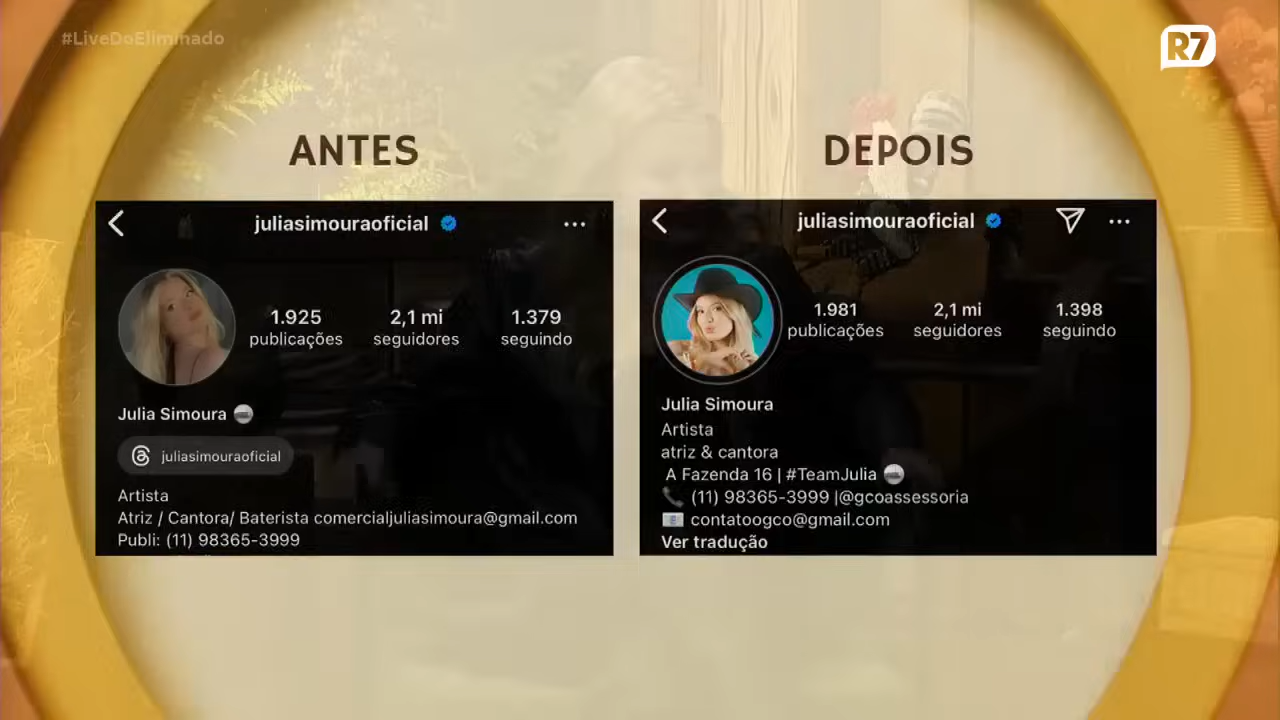 #LiveDoEliminado
R7
ANTES
DEPOIS
juliasimouraoficial
1.925
publicações
2,1 mi
seguidores
1.379
seguindo
Julia Simoura
juliasimouraoficial
Artista
Atriz / Cantora/ Baterista comercialjuliasimoura@gmail.com
Publi: (11) 98365-3999
juliasimouraoficial
1.981
publicações
2,1 mi
seguidores
1.398
seguindo
Julia Simoura
Artista
atriz & cantora
A Fazenda 16 | #TeamJulia
(11) 98365-3999 |@gcoassessoria
contatoogco@gmail.com
Ver tradução